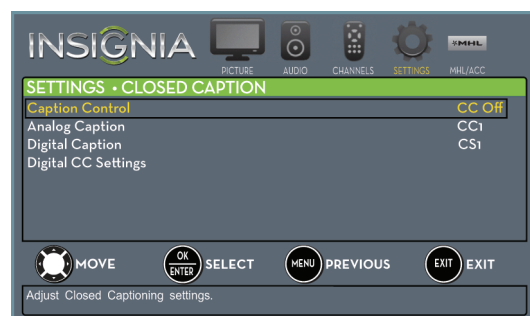 INSIGNIA
PICTURE AUDIO CHANNELS SETTINGS MHL MHL/ACC
SETTINGS • CLOSED CAPTION
Caption Control CC Off
Analog Caption CC1
Digital Caption CS1
Digital CC Settings
MOVE OK ENTER SELECT MENU PREVIOUS EXIT EXIT
Adjust Closed Captioning settings.